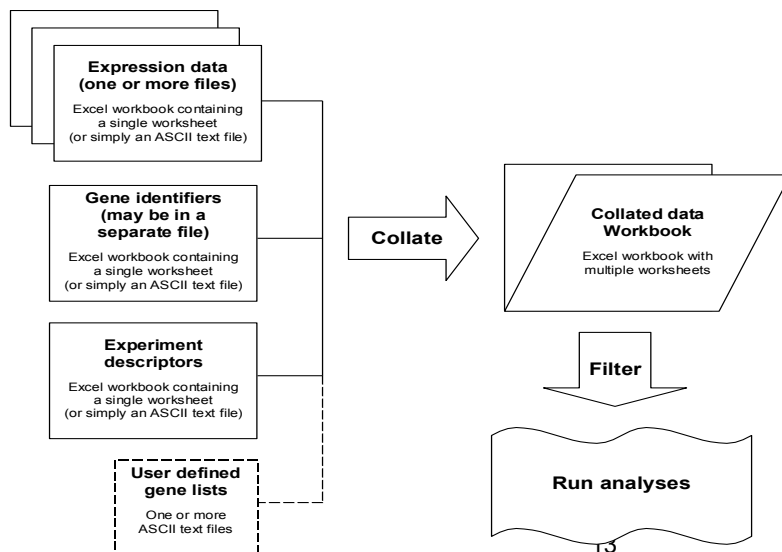 Expression data
(one or more files)
Excel workbook containing
a single worksheet
(or simply an ASCII text file)
Gene identifiers
(may be in a
separate file)
Excel workbook containing
a single worksheet
(or simply an ASCII text file)
Experiment
descriptors
Excel workbook containing
a single worksheet
(or simply an ASCII text file)
User defined
gene lists
One or more
ASCII text files
Collate
Collated data
Workbook
Excel workbook with
multiple worksheets
Filter
Run analyses
13